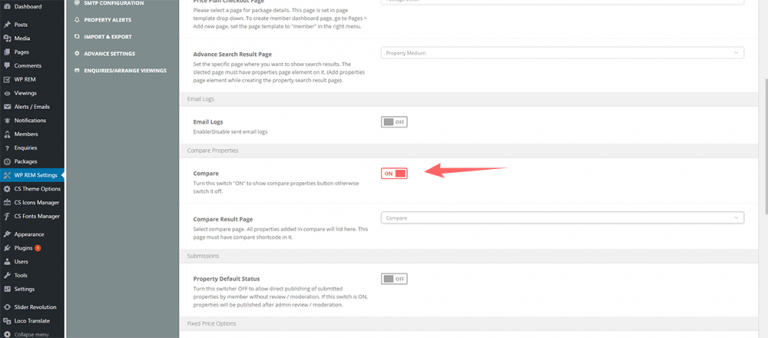 Dashboard
Posts
Media
Pages
Comments
WP REM
Viewings
Alerts / Emails
Notifications
Members
Enquiries
Packages
WP REM Settings
CS Theme Options
CS Icons Manager
CS Fonts Manager
Appearance
Plugins
Users
Tools
Settings
Slider Revolution
Loco Translate
Collapse menu
SMTP CONFIGURATION
PROPERTY ALERTS
IMPORT & EXPORT
ADVANCE SETTINGS
ENQUIRIES/ARRANGE VIEWINGS
Price Plan Checkout Page
Please select a page for package details. This page is set in page
template drop down. To create member dashboard page, go to Pages +
Add new page, set the page template to "member" in the right menu.
Advance Search Result Page
Set the specific page where you want to show search results. The
slected page must have properties page element on it. (Add properties
page element while creating the property search result page).
Property Medium
Email Logs
Email Logs
Enable/Disable send email logs
OFF
Compare Properties
Compare
Turn this switch "ON" to show compare properties button otherwise
switch it off.
ON
Compare Result Page
Select compare page. All properties added in compare will list here. This
page must have compare shortcode in it.
Compare
Submissions
Property Default Status
Turn this switcher OFF to allow direct publishing of submitted
properties by member without review / moderation. If this switch is ON,
properties will be published after admin review / moderation.
OFF
Fixed Price Options